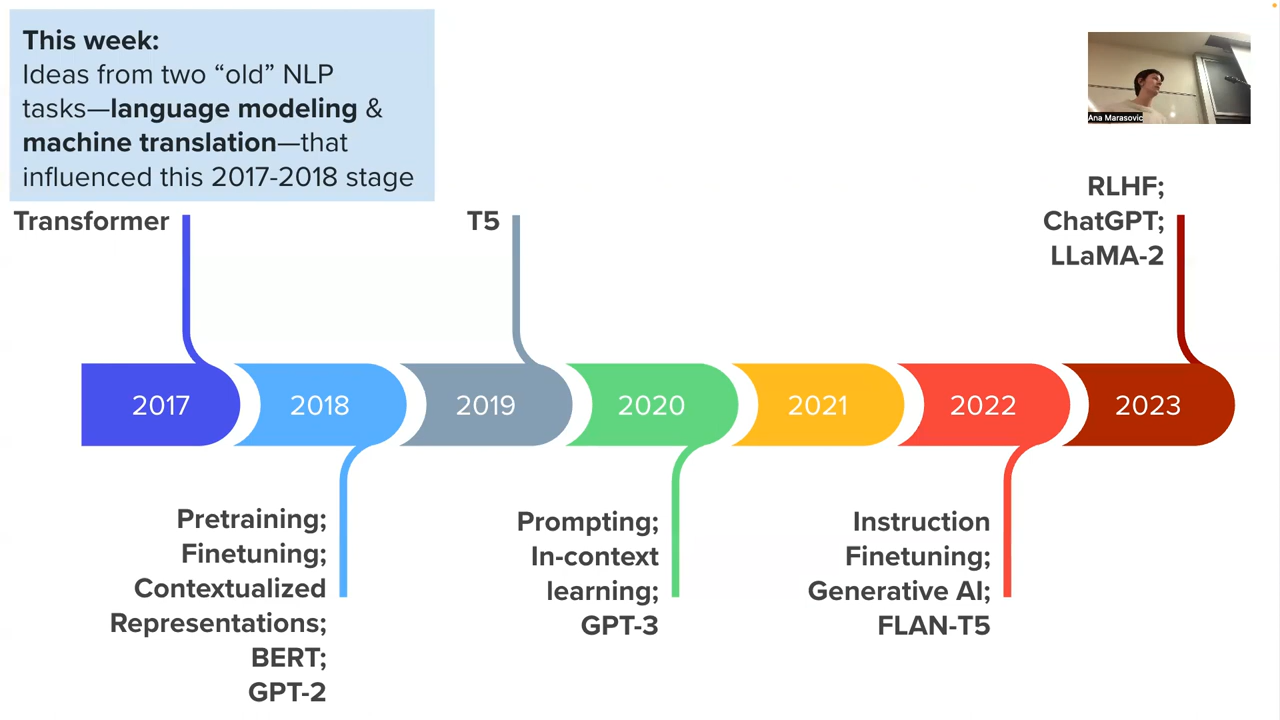 This week:
Ideas from two “old” NLP
tasks—language modeling &
machine translation—that
influenced this 2017-2018 stage
Ana Marasovic
Transformer
T5
RLHF;
ChatGPT;
LLaMA-2
2017
2018
2019
2020
2021
2022
2023
Pretraining;
Finetuning;
Contextualized
Representations;
BERT;
GPT-2
Prompting;
In-context
learning;
GPT-3
Instruction
Finetuning;
Generative AI;
FLAN-T5